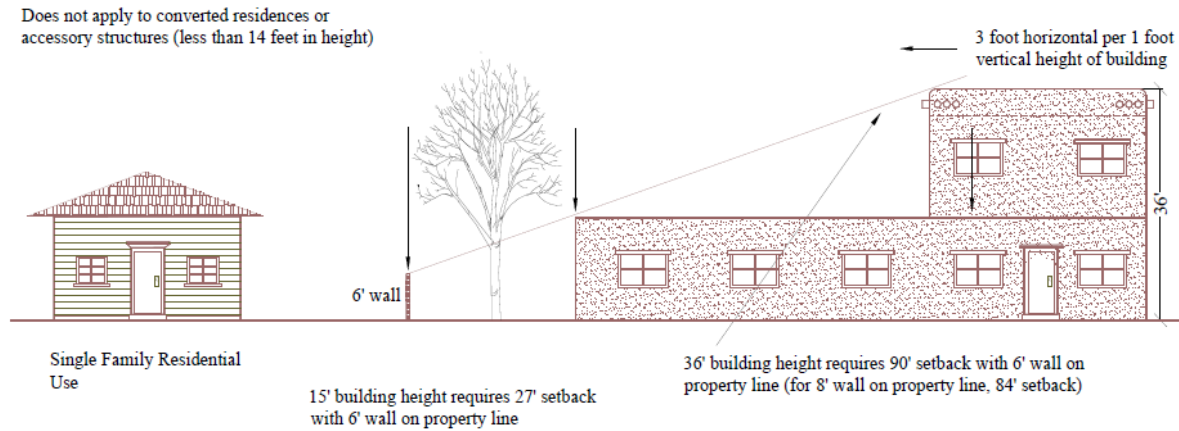 Does not apply to converted residences or
accessory structures (less than 14 feet in height)
3 foot horizontal per 1 foot
vertical height of building
36'
6' wall
Single Family Residential
Use
15' building height requires 27' setback
with 6' wall on property line
36' building height requires 90' setback with 6' wall on
property line (for 8' wall on property line, 84' setback)